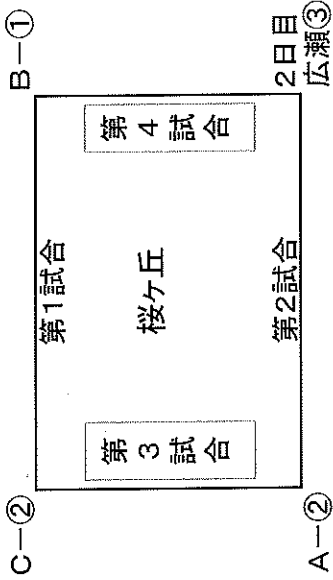 C－②
B－①
第1試合
第3試合
桜ケ丘
第4試合
第2試合
A－②
2日目
広瀬③